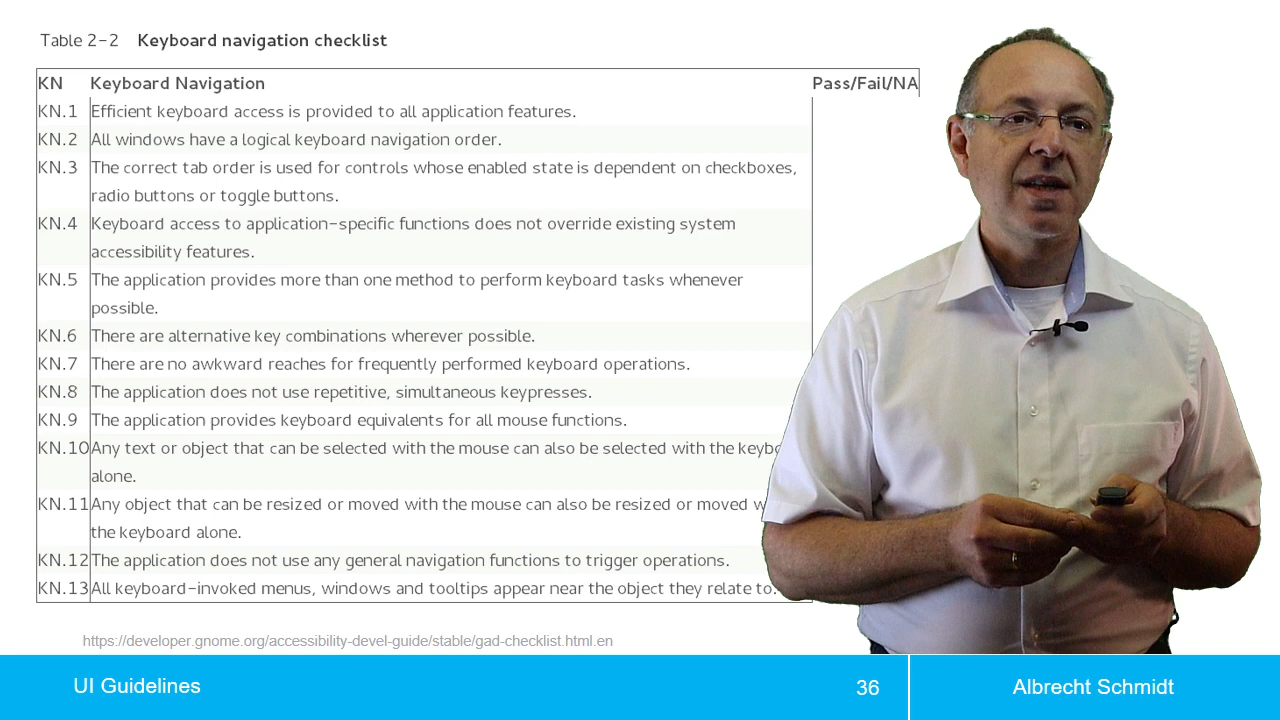 Table 2-2 Keyboard navigation checklist
KN Keyboard Navigation Pass/Fail/NA
KN.1 Efficient keyboard access is provided to all application features.
KN.2 All windows have a logical keyboard navigation order.
KN.3 The correct tab order is used for controls whose enabled state is dependent on checkboxes,
radio buttons or toggle buttons.
KN.4 Keyboard access to application-specific functions does not override existing system
accessibility features.
KN.5 The application provides more than one method to perform keyboard tasks whenever
possible.
KN.6 There are alternative key combinations wherever possible.
KN.7 There are no awkward reaches for frequently performed keyboard operations.
KN.8 The application does not use repetitive, simultaneous keypresses.
KN.9 The application provides keyboard equivalents for all mouse functions.
KN.10 Any text or object that can be selected with the mouse can also be selected with the
alone.
KN.11 Any object that can be resized or moved with the mouse can also be resized or moved
the keyboard alone.
KN.12 The application does not use any general navigation functions to trigger operations.
KN.13 All keyboard-invoked menus, windows and tooltips appear near the object they relate to.
https://developer.gnome.org/accessibility-devel-guide/stable/gad-checklist.html.en
UI Guidelines 36 Albrecht Schmidt